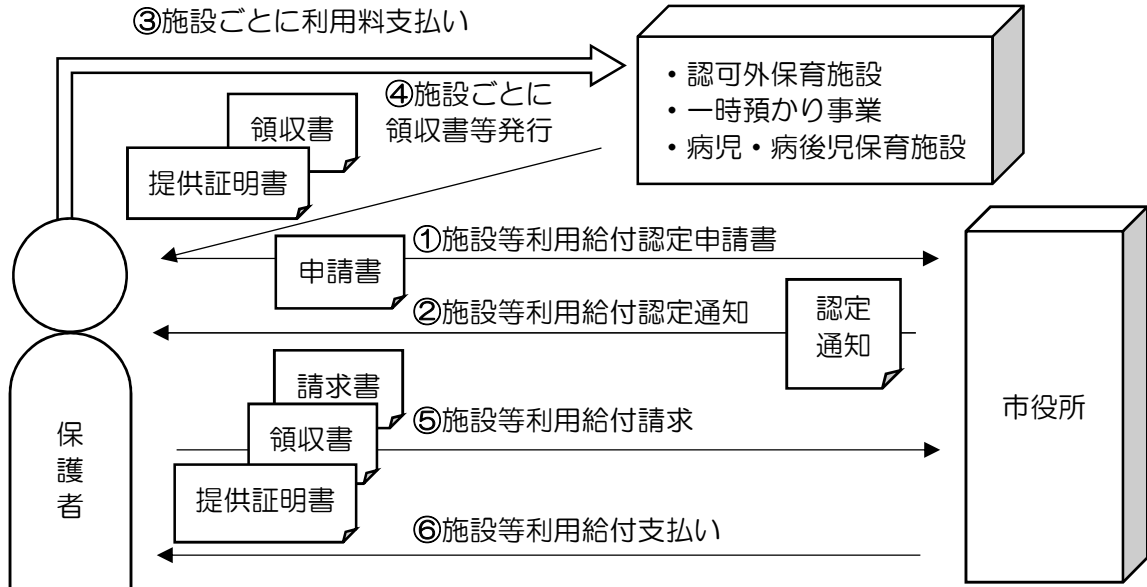 ③施設ごとに利用料支払い
・認可外保育施設
・一時預かり事業
・病児・病後児保育施設
④施設ごとに
領収書等発行
領収書
提供証明書
①施設等利用給付認定申請書
申請書
②施設等利用給付認定通知
認定
通知
請求書
領収書
提供証明書
⑤施設等利用給付請求
⑥施設等利用給付支払い
保護者
市役所